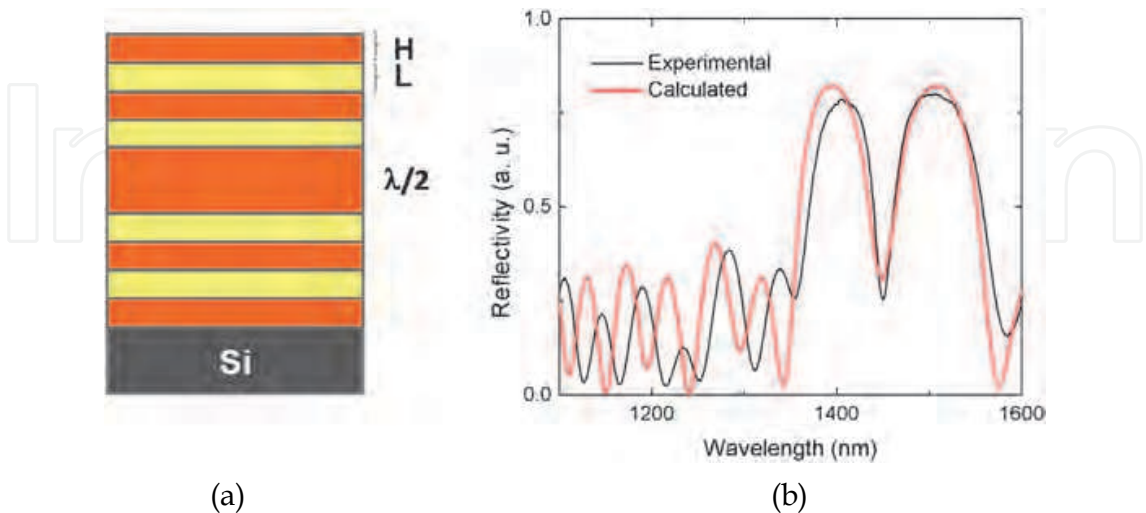 H
L
λ/2
Si
(a)
1.0
0.5
0.0
Reflectivity (a. u.)
Experimental
Calculated
1200
1400
1600
Wavelength (nm)
(b)